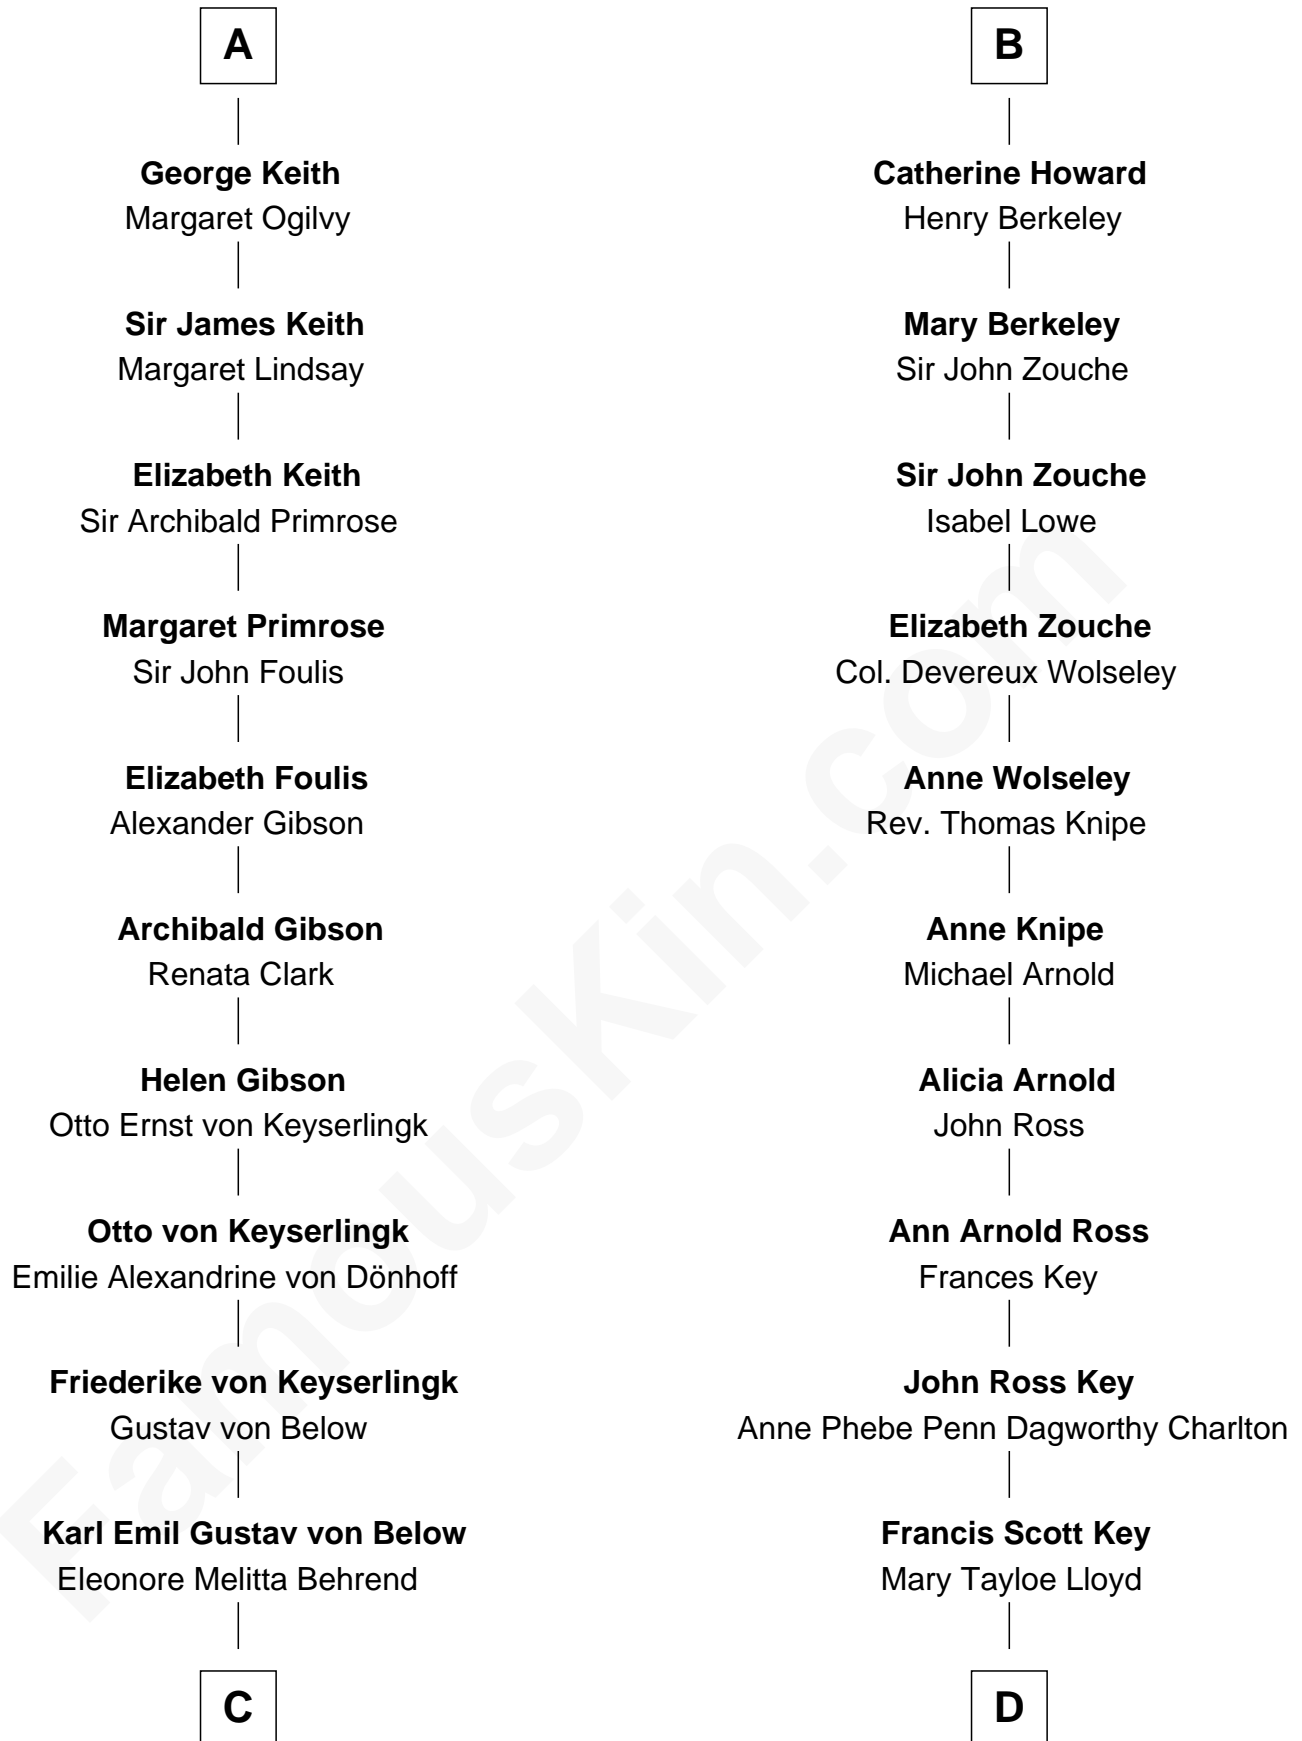 A
George Keith
Margaret Ogilvy
Sir James Keith
Margaret Lindsay
Elizabeth Keith
Sir Archibald Primrose
Margaret Primrose
Sir John Foulis
Elizabeth Foulis
Alexander Gibson
Archibald Gibson
Renata Clark
Helen Gibson
Otto Ernst von Keyserlingk
Otto von Keyserlingk
Emilie Alexandrine von Dönhoff
Friederike von Keyserlingk
Gustav von Below
Karl Emil Gustav von Below
Eleonore Melitta Behrend
C
B
Catherine Howard
Henry Berkeley
Mary Berkeley
Sir John Zouche
Sir John Zouche
Isabel Lowe
Elizabeth Zouche
Col. Devereux Wolseley
Anne Wolseley
Rev. Thomas Knipe
Anne Knipe
Michael Arnold
Alicia Arnold
John Ross
Ann Arnold Ross
Frances Key
John Ross Key
Anne Phebe Penn Dagworthy Charlton
Francis Scott Key
Mary Tayloe Lloyd
D
FamousKin.com